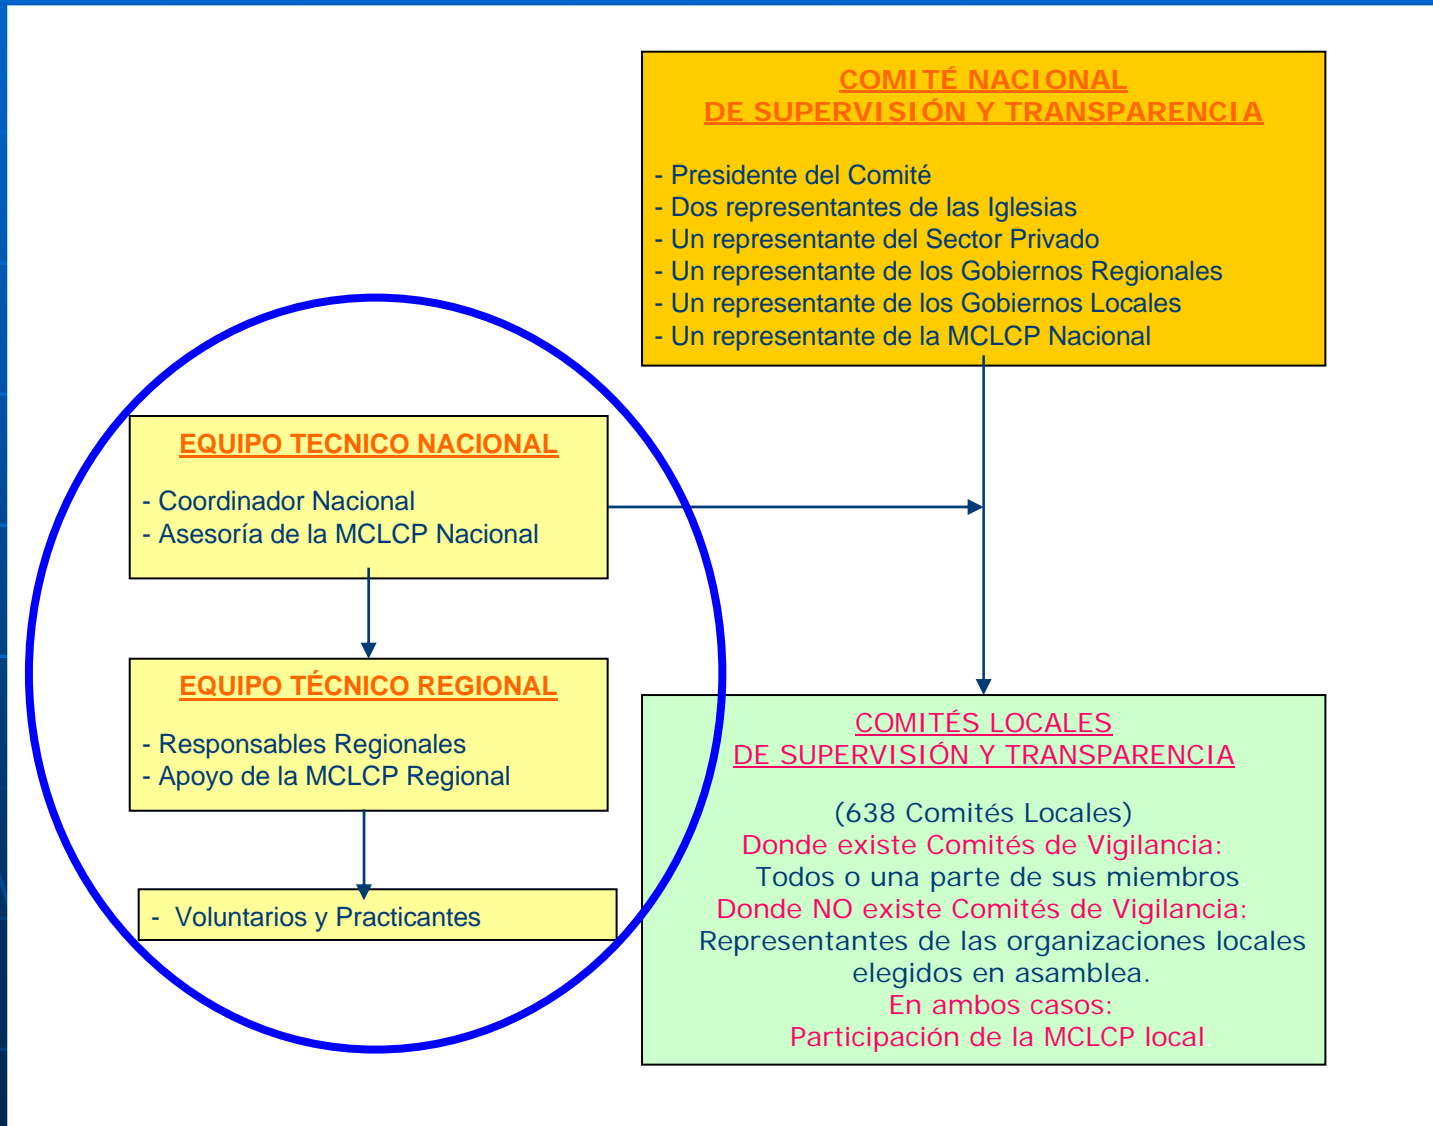 COMITÉ NACIONAL
DE SUPERVISIÓN Y TRANSPARENCIA
- Presidente del Comité
- Dos representantes de las Iglesias
- Un representante del Sector Privado
- Un representante de los Gobiernos Regionales
- Un representante de los Gobiernos Locales
- Un representante de la MCLCP Nacional
EQUIPO TECNICO NACIONAL
- Coordinador Nacional
- Asesoría de la MCLCP Nacional
EQUIPO TÉCNICO REGIONAL
- Responsables Regionales
- Apoyo de la MCLCP Regional
- Voluntarios y Practicantes
COMITÉS LOCALES
DE SUPERVISIÓN Y TRANSPARENCIA
(638 Comités Locales)
Donde existe Comités de Vigilancia:
Todos o una parte de sus miembros
Donde NO existe Comités de Vigilancia:
Representantes de las organizaciones locales
elegidos en asamblea.
En ambos casos:
Participación de la MCLCP local.